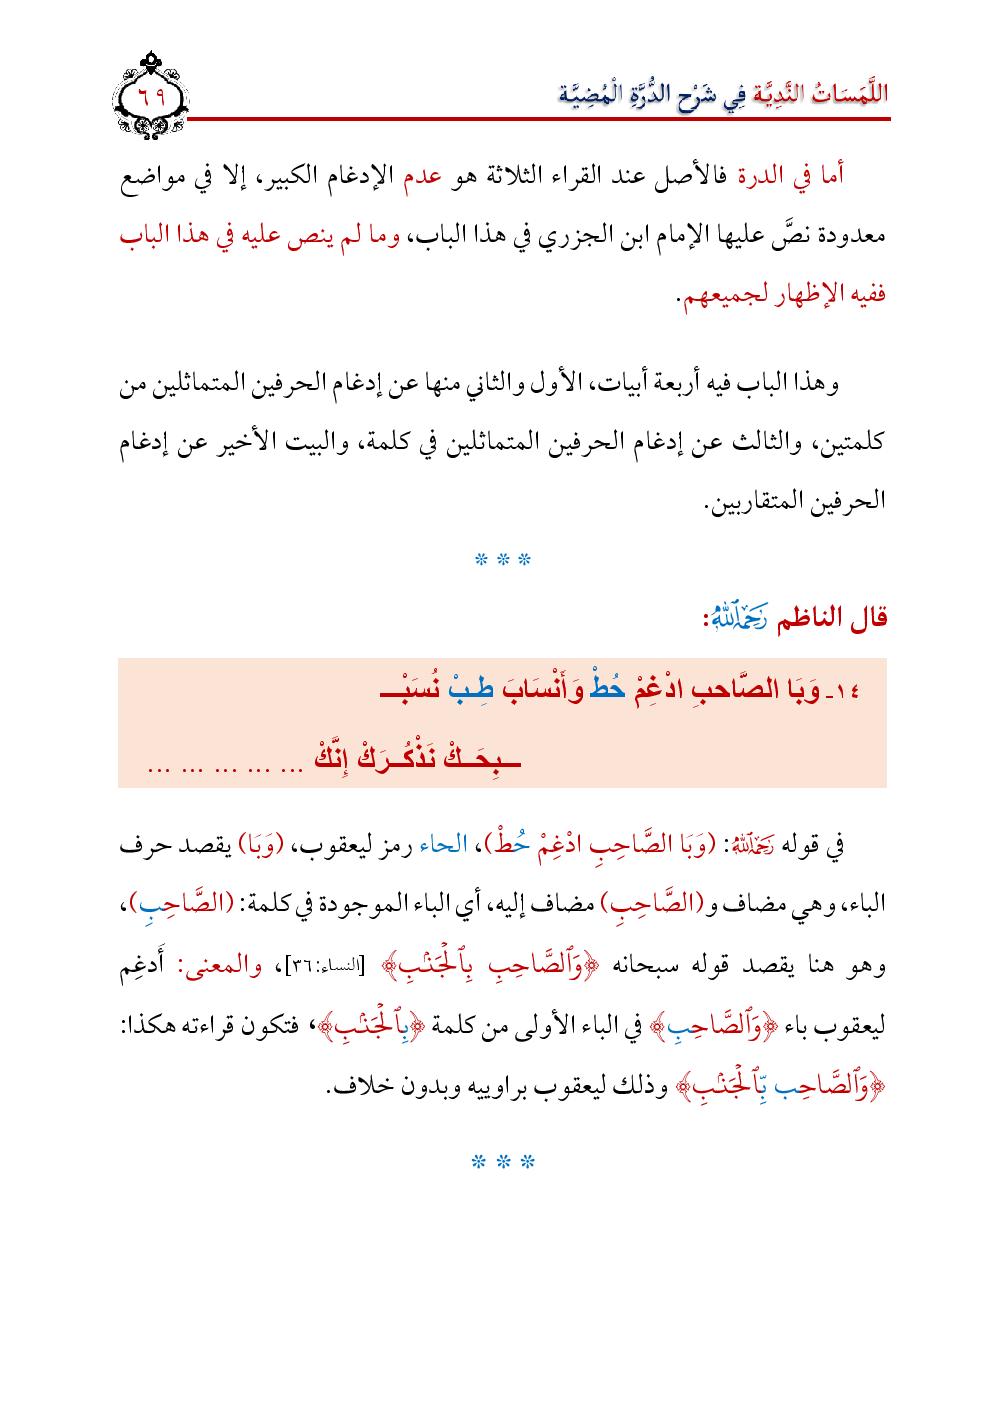 اللَّمَسَاتُ النَّدِيَّة فِي شَرْح الدُّرَّةِ الْمُضِيَّة
٦٩
أما في الدرة فالأصل عند القراء الثلاثة هو عدم الإدغام الكبير، إلا في مواضع
معدودة نصَّ عليها الإمام ابن الجزري في هذا الباب، وما لم ينص عليه في هذا الباب
ففيه الإظهار لجميعهم.
وهذا الباب فيه أربعة أبيات، الأول والثاني منها عن إدغام الحرفين المتماثلين من
كلمتين، والثالث عن إدغام الحرفين المتماثلين في كلمة، والبيت الأخير عن إدغام
الحرفين المتقاربين.
* * *
قال الناظم رَحِمَهُ ٱللَّهُ:
١٤ـ وَبَا الصَّاحبِ ادْغِمْ حُطْ وَأَنْسَابَ طِـبْ نُسَبْـــ
ـــبِحَــكْ نَذْكُــرَكْ إِنَّكْ ... ... ... ... ...
في قوله رَحِمَهُ ٱللَّهُ: (وَبَا الصَّاحِبِ ادْغِمْ حُطْ)، الحاء رمز ليعقوب، (وَبَا) يقصد حرف
الباء، وهي مضاف و(الصَّاحِبِ) مضاف إليه، أي الباء الموجودة في كلمة: (الصَّاحِبِ)،
وهو هنا يقصد قوله سبحانه ﴿وَٱلصَّاحِبِ بِٱلْجَنۢبِ﴾ [النساء: ٣٦]، والمعنى: أَدغِم
ليعقوب باء ﴿وَٱلصَّاحِبِ﴾ في الباء الأولى من كلمة ﴿بِٱلْجَنۢبِ﴾، فتكون قراءته هكذا:
﴿وَٱلصَّاحِب بِّٱلْجَنۢبِ﴾ وذلك ليعقوب براوييه وبدون خلاف.
* * *